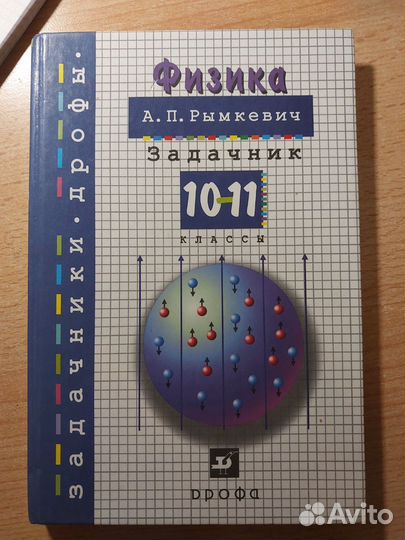 Физика
А.П.Рымкевич
Задачник
10-11
классы
дрофа
задачники.дрофы.
Avito